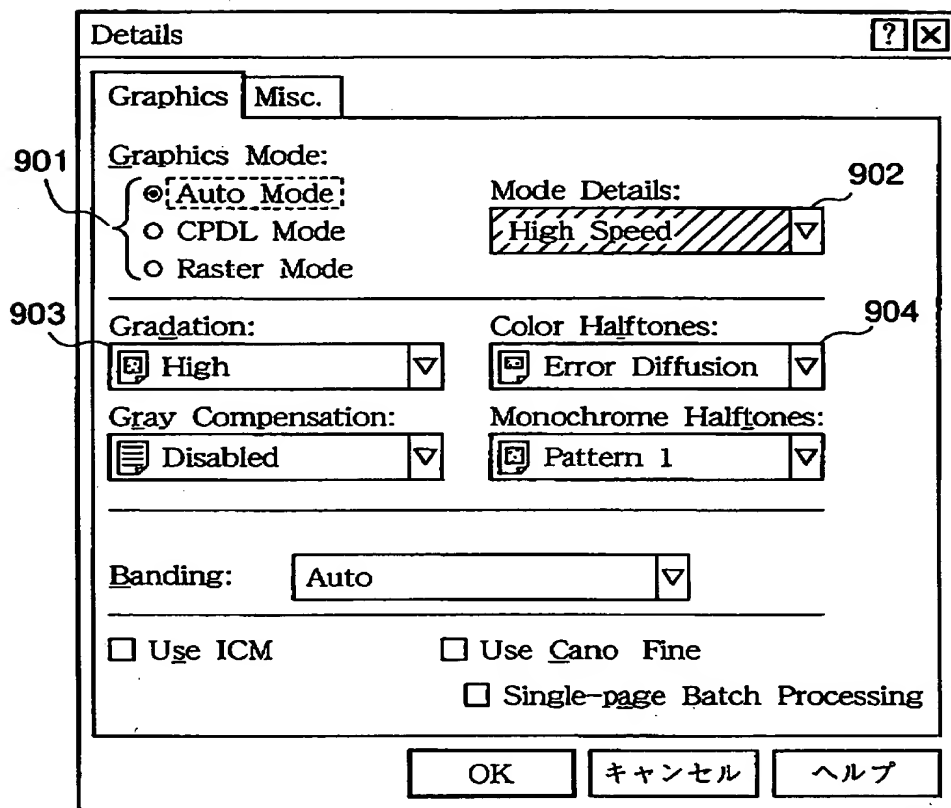 Details ? X
Graphics Misc.
901
Graphics Mode:
Auto Mode
CPDL Mode
Raster Mode
Mode Details:
High Speed
902
903
Gradation:
High
Color Halftones:
Error Diffusion
904
Gray Compensation:
Disabled
Monochrome Halftones:
Pattern 1
Banding: Auto
Use ICM Use Cano Fine
Single-page Batch Processing
OK キャンセル ヘルプ